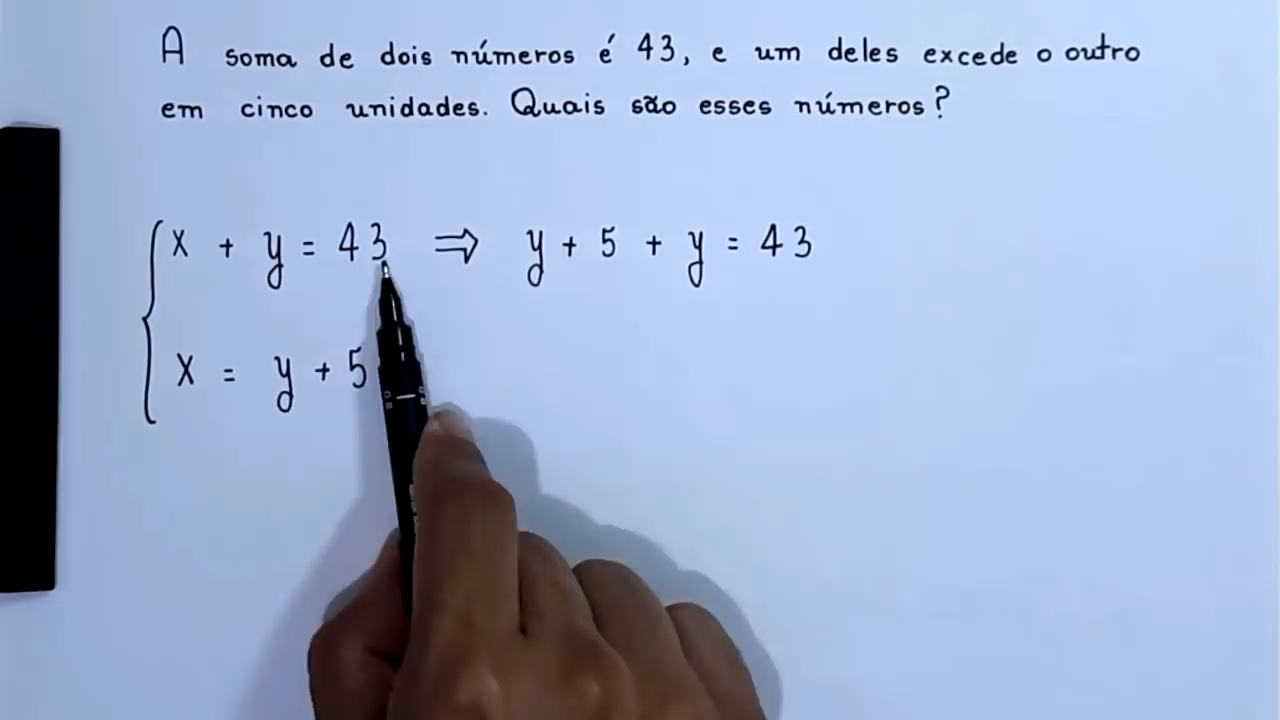 A soma de dois números é 43, e um deles excede o outro
em cinco unidades. Quais são esses números?
x + y = 43 ⇒ y + 5 + y = 43
x = y + 5